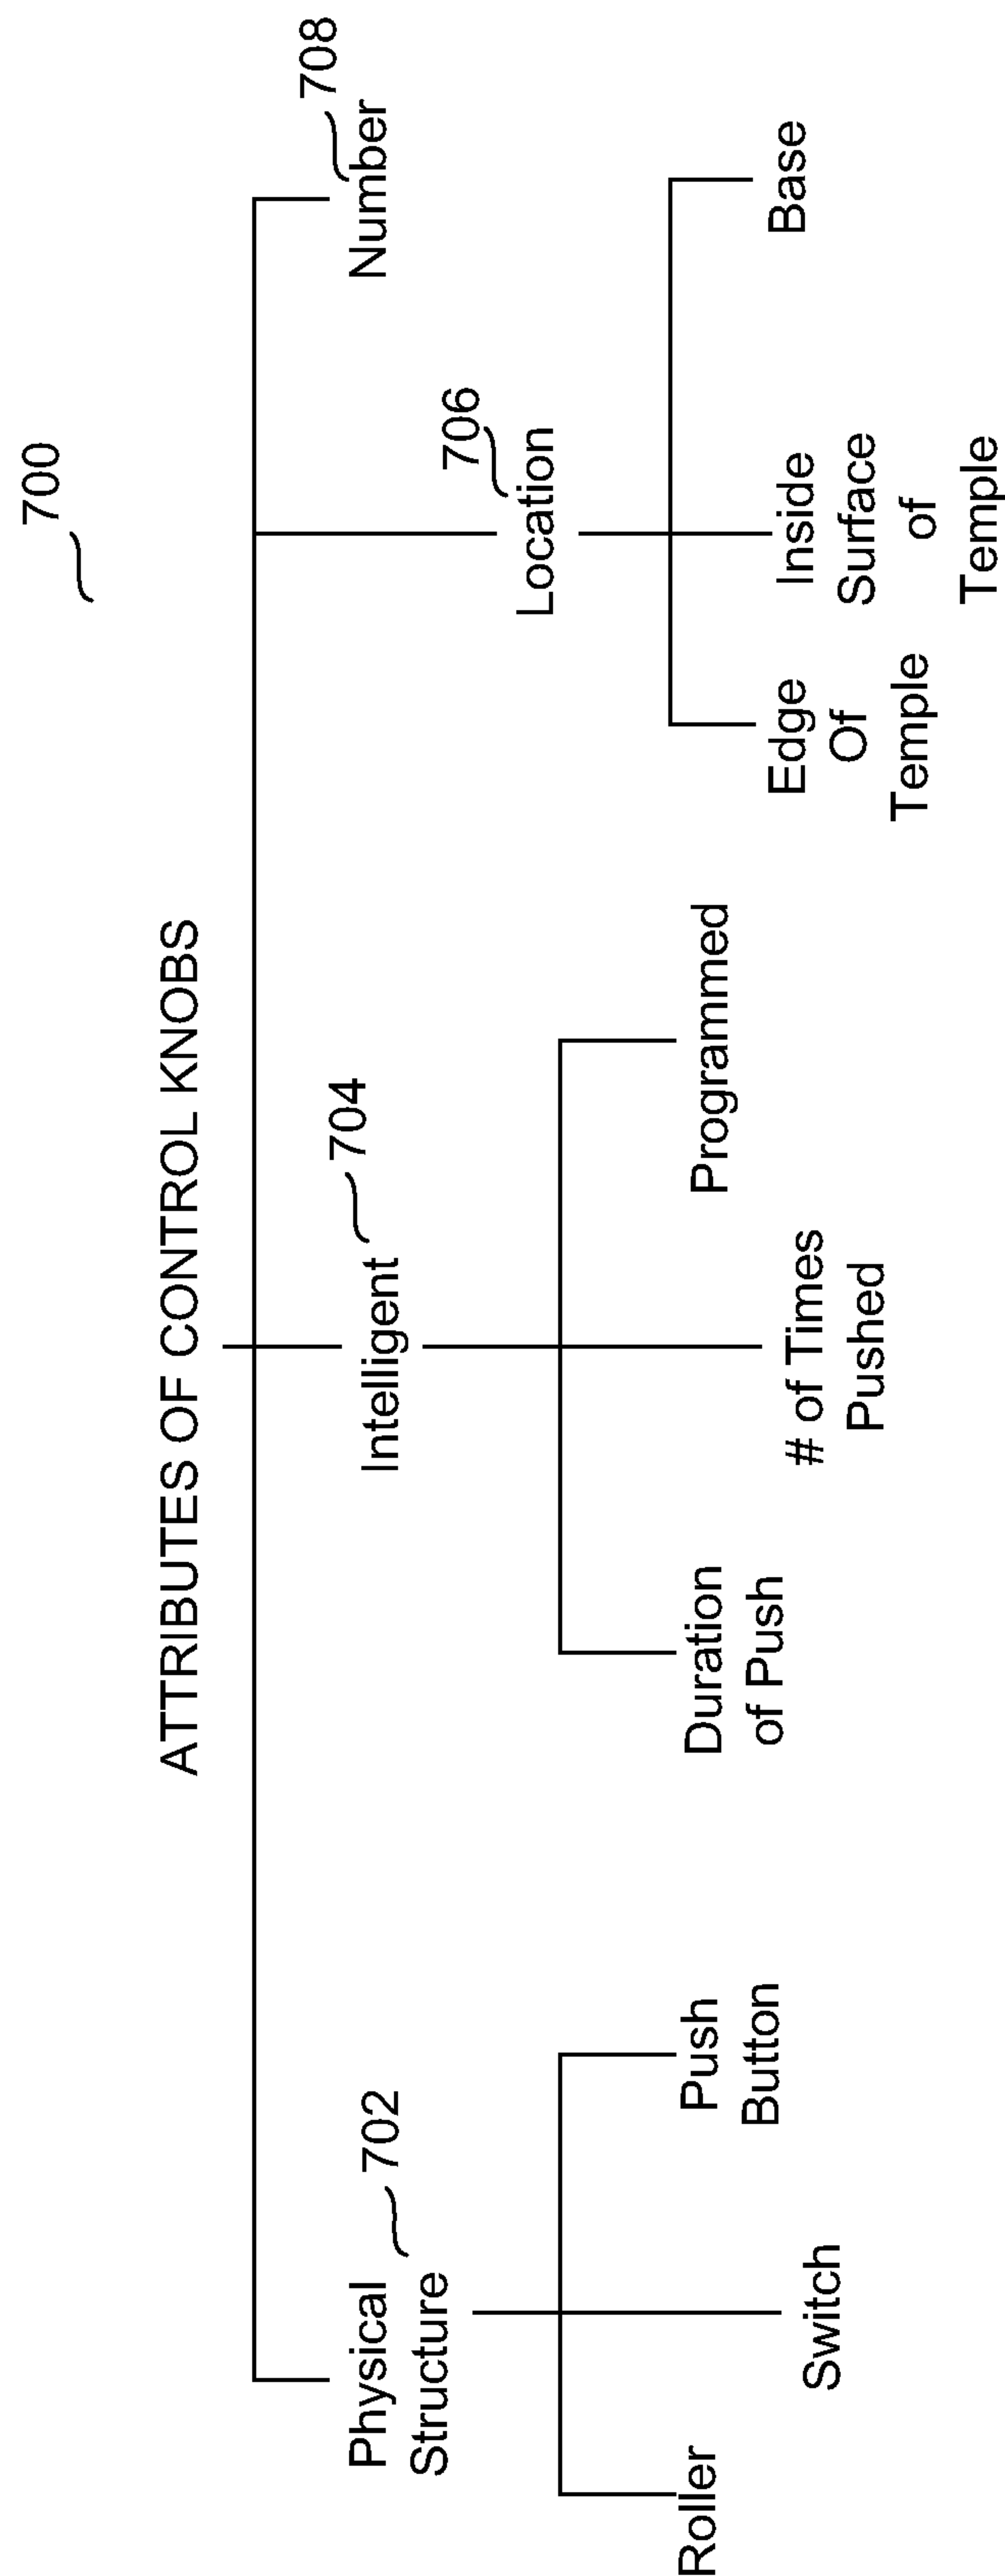 700
ATTRIBUTES OF CONTROL KNOBS
Physical
Structure
702
Roller
Switch
Push
Button
Intelligent
704
Duration
of Push
# of Times
Pushed
Programmed
Location
706
Edge
Of
Temple
Inside
Surface
of
Temple
Base
Number
708